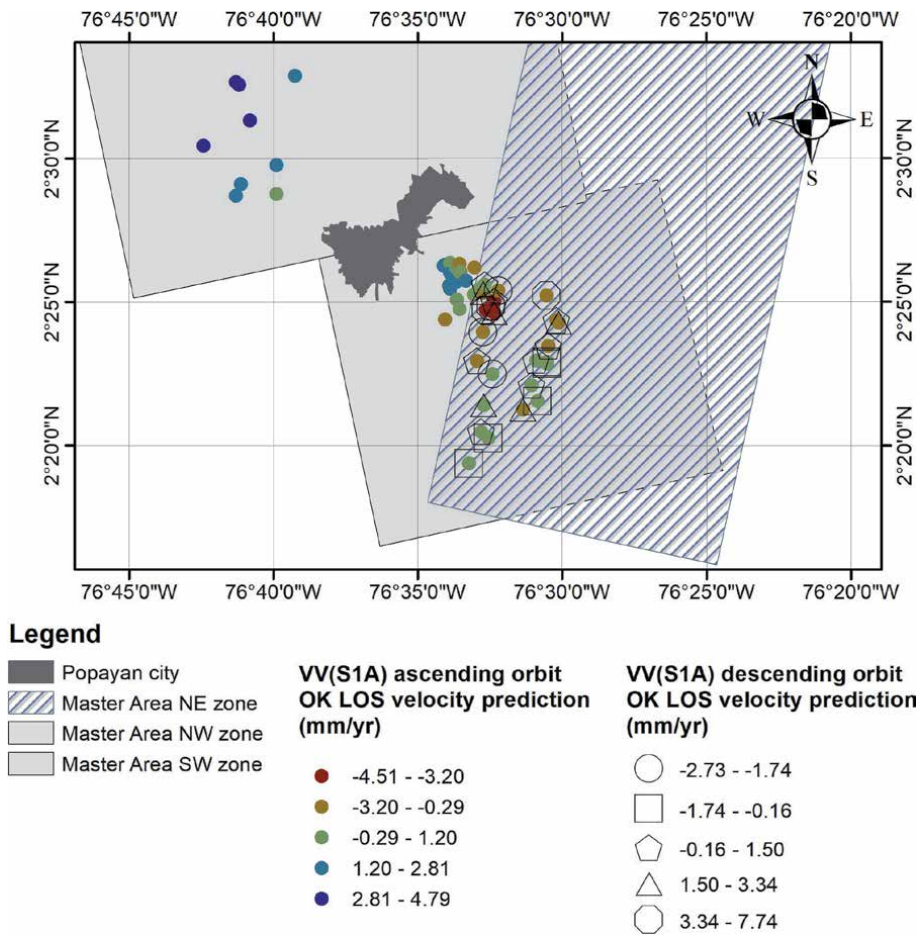 76°45'0"W 76°40'0"W 76°35'0"W 76°30'0"W 76°25'0"W 76°20'0"W
N
W E
S
2°30'0"N 2°30'0"N
2°25'0"N 2°25'0"N
2°20'0"N 2°20'0"N
76°45'0"W 76°40'0"W 76°35'0"W 76°30'0"W 76°25'0"W 76°20'0"W
Legend
Popayan city
Master Area NE zone
Master Area NW zone
Master Area SW zone
VV(S1A) ascending orbit
OK LOS velocity prediction
(mm/yr)
-4.51 - -3.20
-3.20 - -0.29
-0.29 - 1.20
1.20 - 2.81
2.81 - 4.79
VV(S1A) descending orbit
OK LOS velocity prediction
(mm/yr)
-2.73 - -1.74
-1.74 - -0.16
-0.16 - 1.50
1.50 - 3.34
3.34 - 7.74